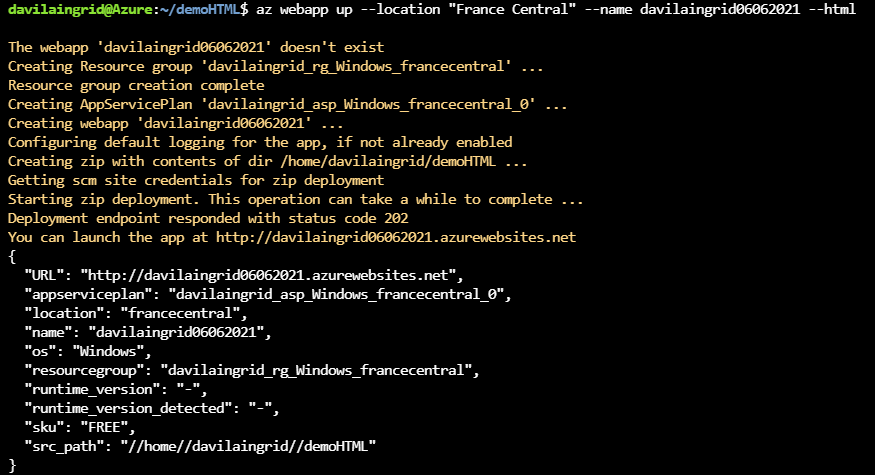 davilaingrid@Azure:~/demoHTML$ az webapp up --location "France Central" --name davilaingrid06062021 --html
The webapp 'davilaingrid06062021' doesn't exist
Creating Resource group 'davilaingrid_rg_Windows_francecentral' ...
Resource group creation complete
Creating AppServicePlan 'davilaingrid_asp_Windows_francecentral_0' ...
Creating webapp 'davilaingrid06062021' ...
Configuring default logging for the app, if not already enabled
Creating zip with contents of dir /home/davilaingrid/demoHTML ...
Getting scm site credentials for zip deployment
Starting zip deployment. This operation can take a while to complete ...
Deployment endpoint responded with status code 202
You can launch the app at http://davilaingrid06062021.azurewebsites.net
{
  "URL": "http://davilaingrid06062021.azurewebsites.net",
  "appserviceplan": "davilaingrid_asp_Windows_francecentral_0",
  "location": "francecentral",
  "name": "davilaingrid06062021",
  "os": "Windows",
  "resourcegroup": "davilaingrid_rg_Windows_francecentral",
  "runtime_version": "-",
  "runtime_version_detected": "-",
  "sku": "FREE",
  "src_path": "//home//davilaingrid//demoHTML"
}